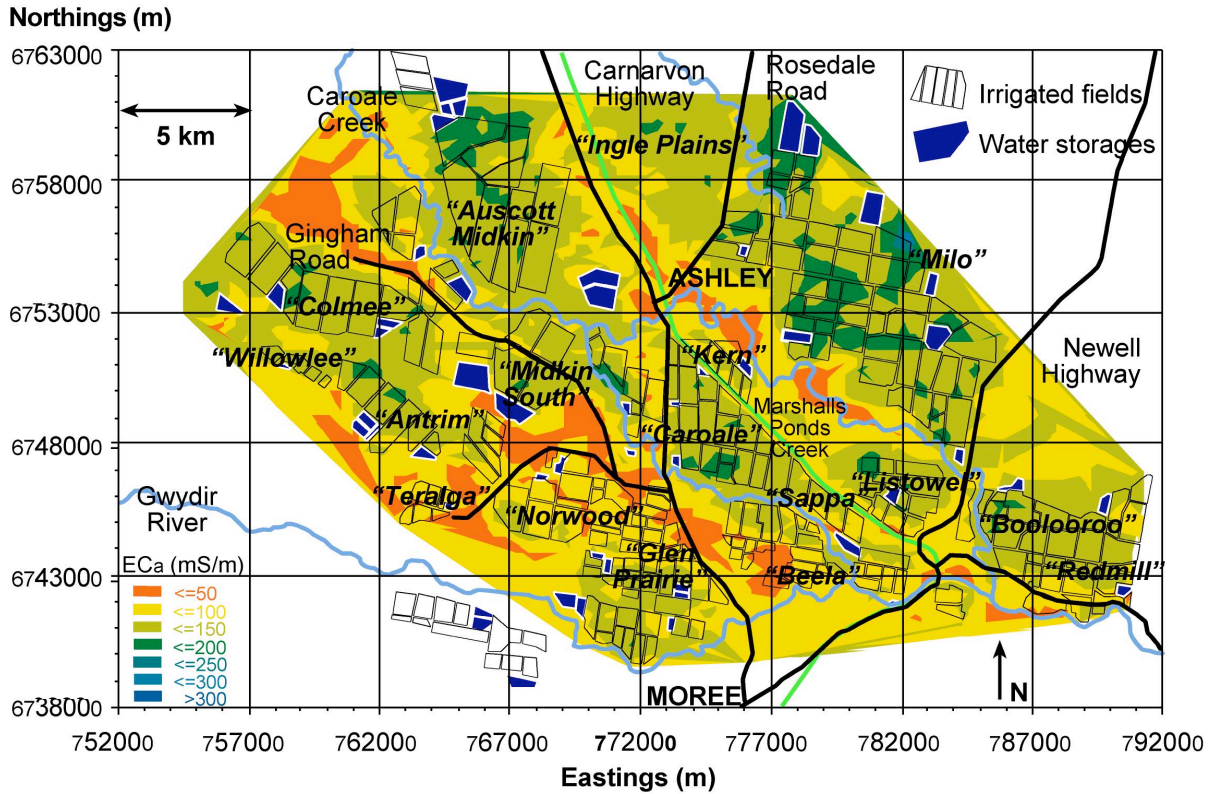 Northings (m)
6763000
6758000
6753000
6748000
6743000
6738000
Caroale
Creek
5 km
Carnarvon
Highway
Rosedale
Road
Irrigated fields
Water storages
"Ingle Plains"
"Auscott
Midkin"
Gingham
Road
"Milo"
ASHLEY
"Colmee"
"Willowlee"
"Kern"
Newell
Highway
"Midkin
South"
"Antrim"
Marshalls
Ponds
Creek
"Caroale"
"Listowel"
"Teralga"
"Sappa"
Gwydir
River
"Norwood"
"Boolooroo"
"Glen
Prairie"
"Beela"
"Redmill"
ECa (mS/m)
<=50
<=100
<=150
<=200
<=250
<=300
>300
MOREE
N
752000 757000 762000 767000 772000 777000 782000 787000 792000
Eastings (m)